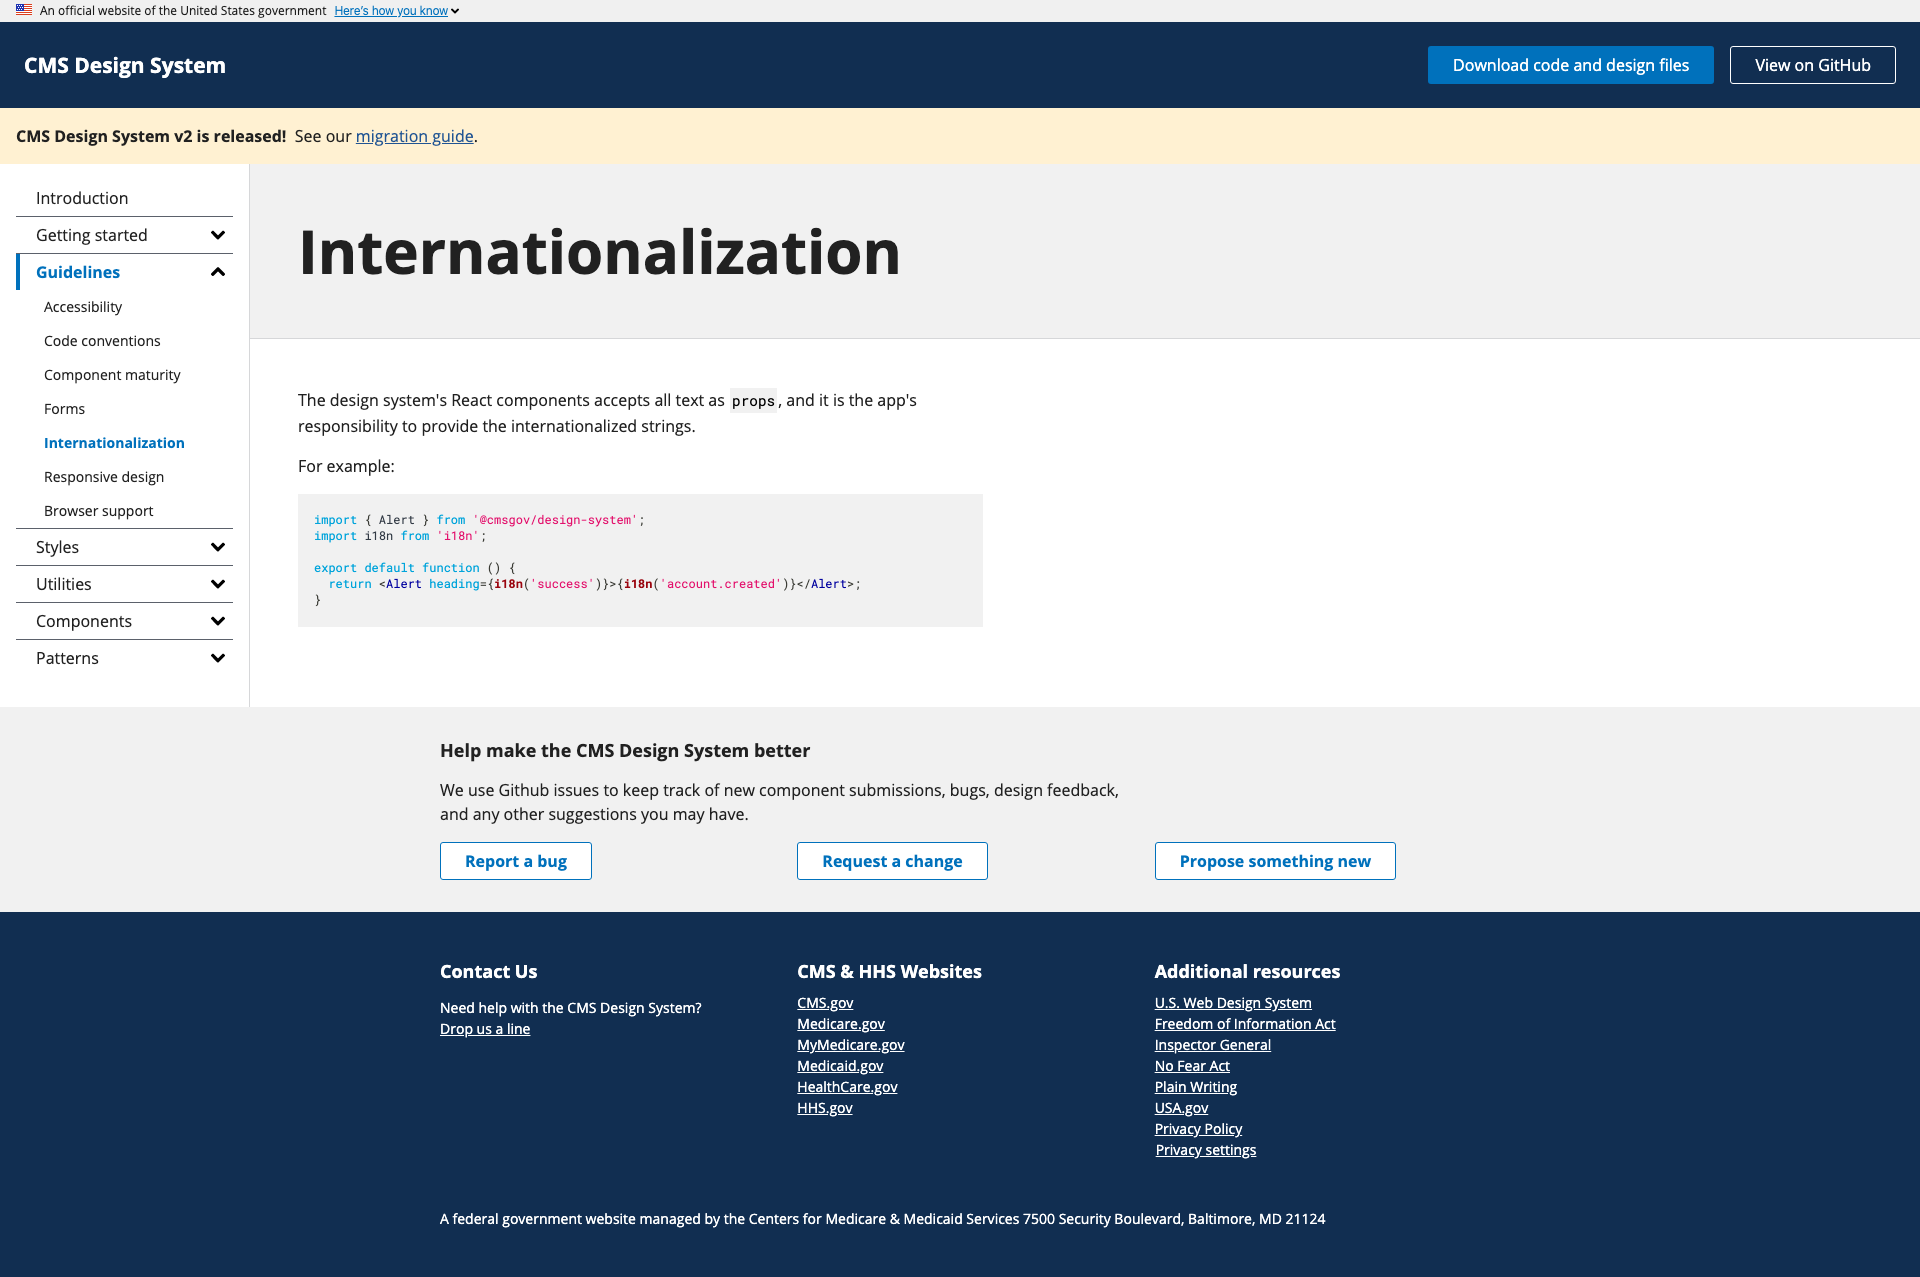 An official website of the United States government Here's how you know
CMS Design System
Download code and design files
View on GitHub
CMS Design System v2 is released! See our migration guide.
Introduction
Getting started
Guidelines
Accessibility
Code conventions
Component maturity
Forms
Internationalization
Responsive design
Browser support
Styles
Utilities
Components
Patterns
Internationalization
The design system's React components accepts all text as props, and it is the app's
responsibility to provide the internationalized strings.
For example:
import { Alert } from '@cmsgov/design-system';
import i18n from 'i18n';
export default function () {
  return <Alert heading={i18n('success')}>{i18n('account.created')}</Alert>;
}
Help make the CMS Design System better
We use Github issues to keep track of new component submissions, bugs, design feedback,
and any other suggestions you may have.
Report a bug
Request a change
Propose something new
Contact Us
Need help with the CMS Design System?
Drop us a line
CMS & HHS Websites
CMS.gov
Medicare.gov
MyMedicare.gov
Medicaid.gov
HealthCare.gov
HHS.gov
Additional resources
U.S. Web Design System
Freedom of Information Act
Inspector General
No Fear Act
Plain Writing
USA.gov
Privacy Policy
Privacy settings
A federal government website managed by the Centers for Medicare & Medicaid Services 7500 Security Boulevard, Baltimore, MD 21124